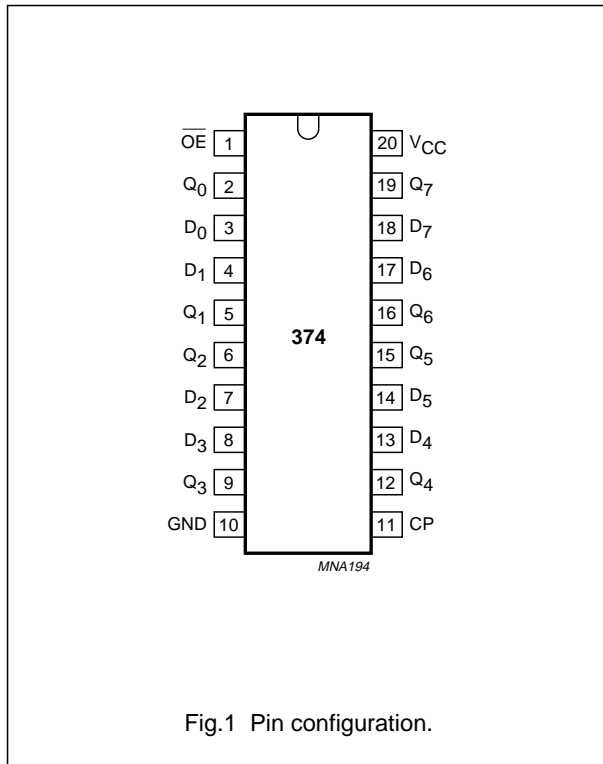 O̅E̅ 1 20 VCC
Q0 2 19 Q7
D0 3 18 D7
D1 4 17 D6
Q1 5 16 Q6
374
Q2 6 15 Q5
D2 7 14 D5
D3 8 13 D4
Q3 9 12 Q4
GND 10 11 CP
MNA194
Fig.1 Pin configuration.